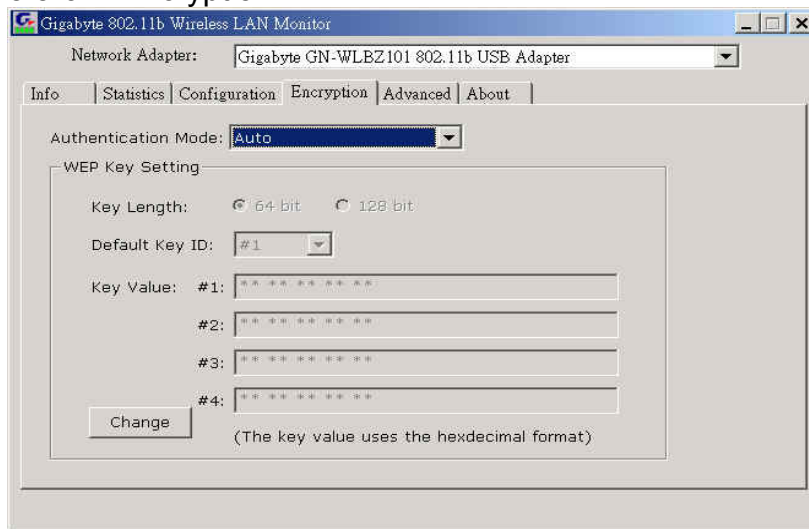 Gigabyte 802.11b Wireless LAN Monitor
Network Adapter: Gigabyte GN-WLBZ101 802.11b USB Adapter
Info Statistics Configuration Encryption Advanced About
Authentication Mode: Auto
WEP Key Setting
Key Length: 64 bit 128 bit
Default Key ID: #1
Key Value: #1: ** ** ** ** **
#2: ** ** ** ** **
#3: ** ** ** ** **
#4: ** ** ** ** **
Change
(The key value uses the hexdecimal format)